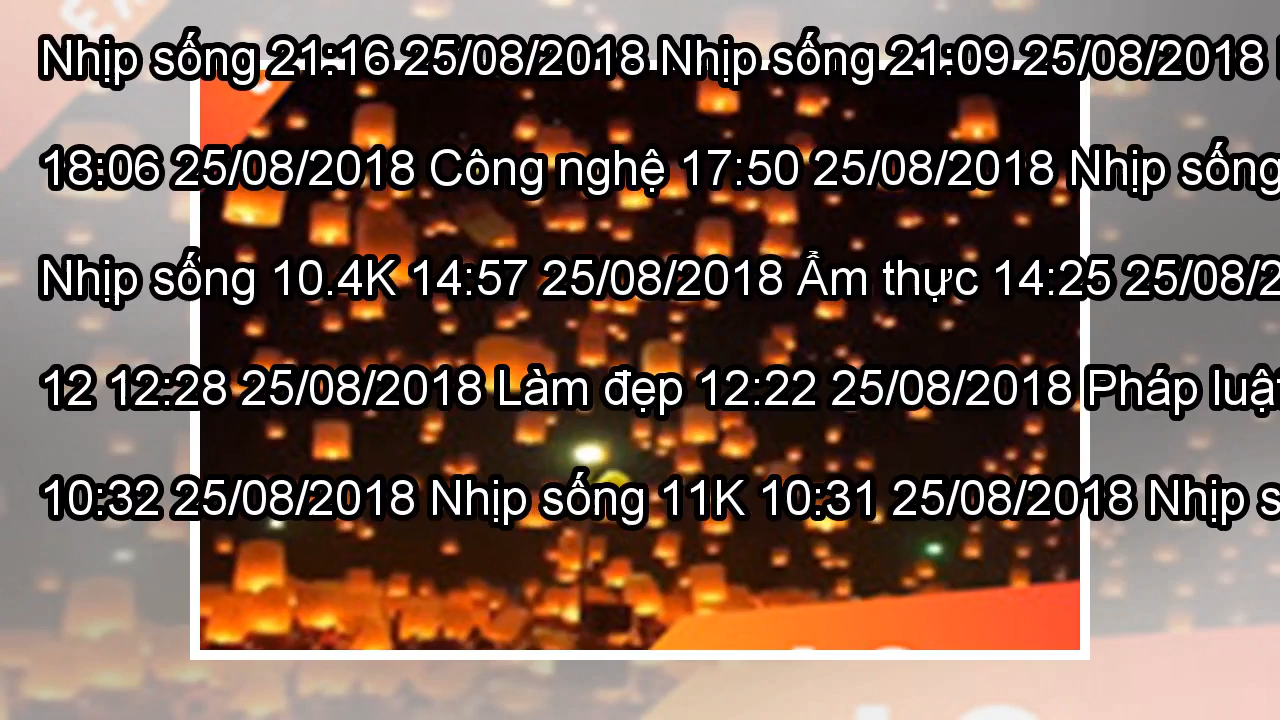 Nhịp sống 21:16 25/08/2018 Nhịp sống 21:09 25/08/2018
18:06 25/08/2018 Công nghệ 17:50 25/08/2018 Nhịp sống
Nhịp sống 10.4K 14:57 25/08/2018 Ẩm thực 14:25 25/08/2
12 12:28 25/08/2018 Làm đẹp 12:22 25/08/2018 Pháp luật
10:32 25/08/2018 Nhịp sống 11K 10:31 25/08/2018 Nhịp s